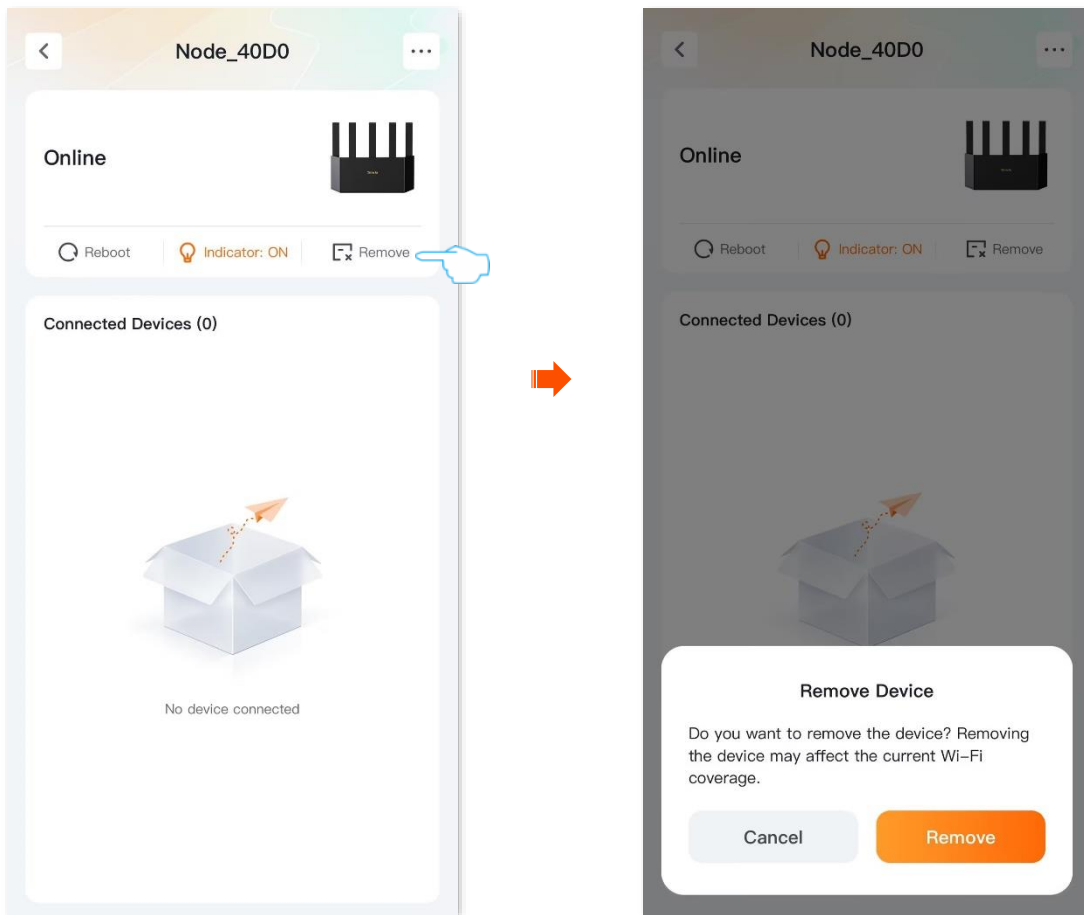 Node_40D0
Online
Reboot
Indicator: ON
Remove
Connected Devices (0)
No device connected
Node_40D0
Online
Reboot
Indicator: ON
Remove
Connected Devices (0)
Remove Device
Do you want to remove the device? Removing
the device may affect the current Wi-Fi
coverage.
Cancel
Remove